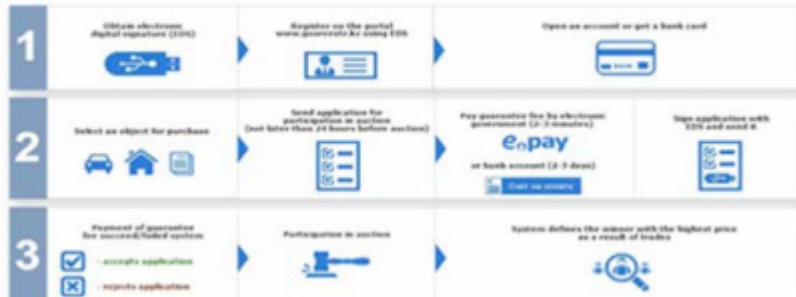 1
Obtain electronic
digital signature (EDS)
Register on the portal
www.gosreestr.kz using EDS
Open an account or get a bank card
2
Select an object for purchase
Send application for
participation in auction
(not later than 24 hours before auction)
Pay guarantee fee by electronic
government (2-3 minutes)
epay
or bank account (2-3 days)
Sign application with
EDS and send it
3
Payment of guarantee
fee succeed/failed system
- accepts application
- rejects application
Participation in auction
System defines the winner with the highest price
as a result of trades